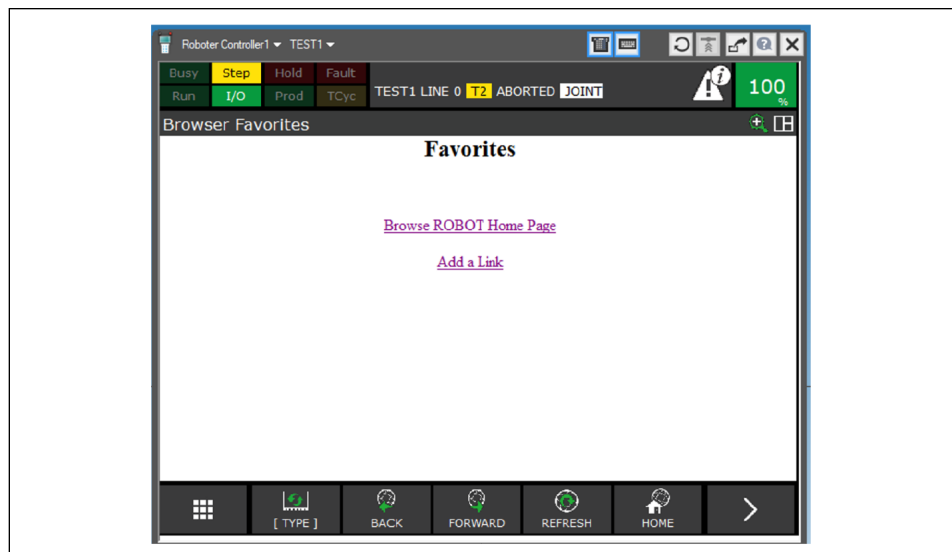 Roboter Controller1 TEST1
Busy Step Hold Fault
Run I/O Prod TCyc
TEST1 LINE 0 T2 ABORTED JOINT
100
%
Browser Favorites
Favorites
Browse ROBOT Home Page
Add a Link
[ TYPE ] BACK FORWARD REFRESH HOME